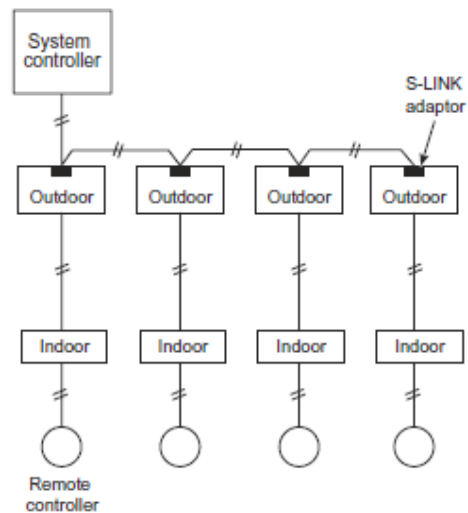 System
controller
S-LINK
adaptor
Outdoor
Outdoor
Outdoor
Outdoor
Indoor
Indoor
Indoor
Indoor
Remote
controller